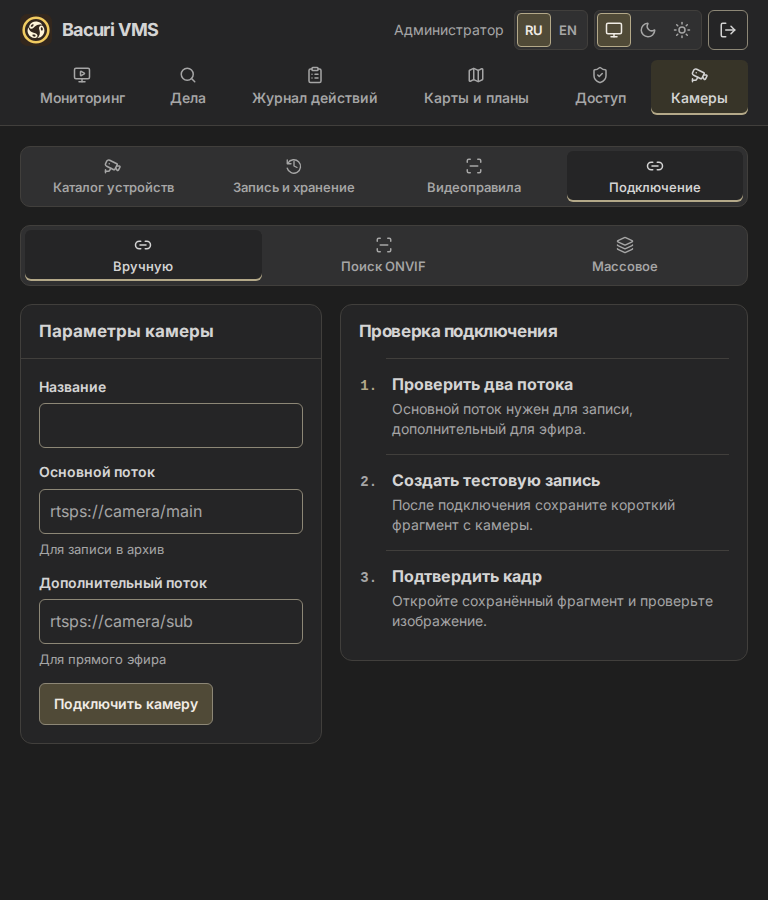 Bacuri VMS
Администратор
RU
EN
Мониторинг
Дела
Журнал действий
Карты и планы
Доступ
Камеры
Каталог устройств
Запись и хранение
Видеоправила
Подключение
Вручную
Поиск ONVIF
Массовое
Параметры камеры
Название
Основной поток
rtsps://camera/main
Для записи в архив
Дополнительный поток
rtsps://camera/sub
Для прямого эфира
Подключить камеру
Проверка подключения
1. Проверить два потока
Основной поток нужен для записи,
дополнительный для эфира.
2. Создать тестовую запись
После подключения сохраните короткий
фрагмент с камеры.
3. Подтвердить кадр
Откройте сохранённый фрагмент и проверьте
изображение.